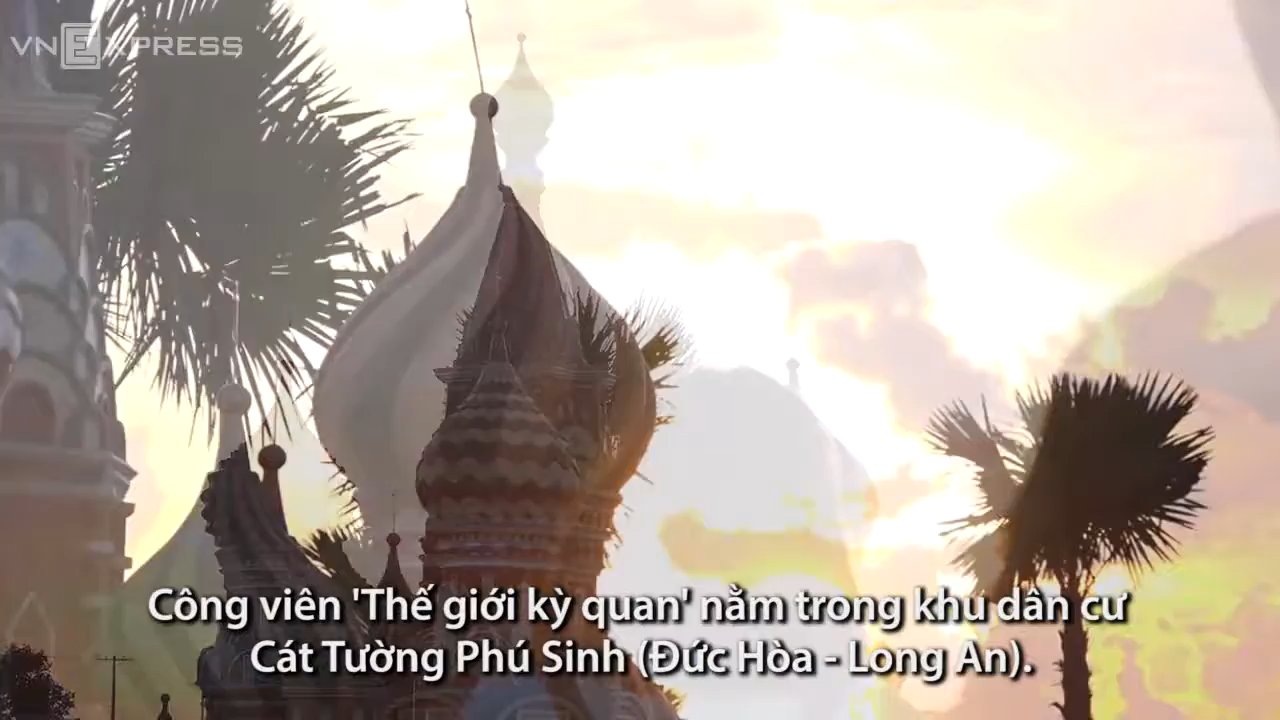 VNEXPRESS
Công viên 'Thế giới kỳ quan' nằm trong khu dân cư
Cát Tường Phú Sinh (Đức Hòa - Long An).